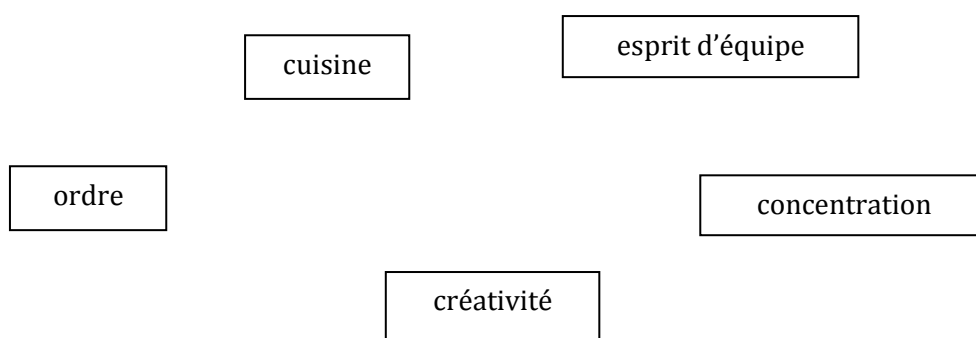 esprit d’équipe
cuisine
ordre
concentration
créativité